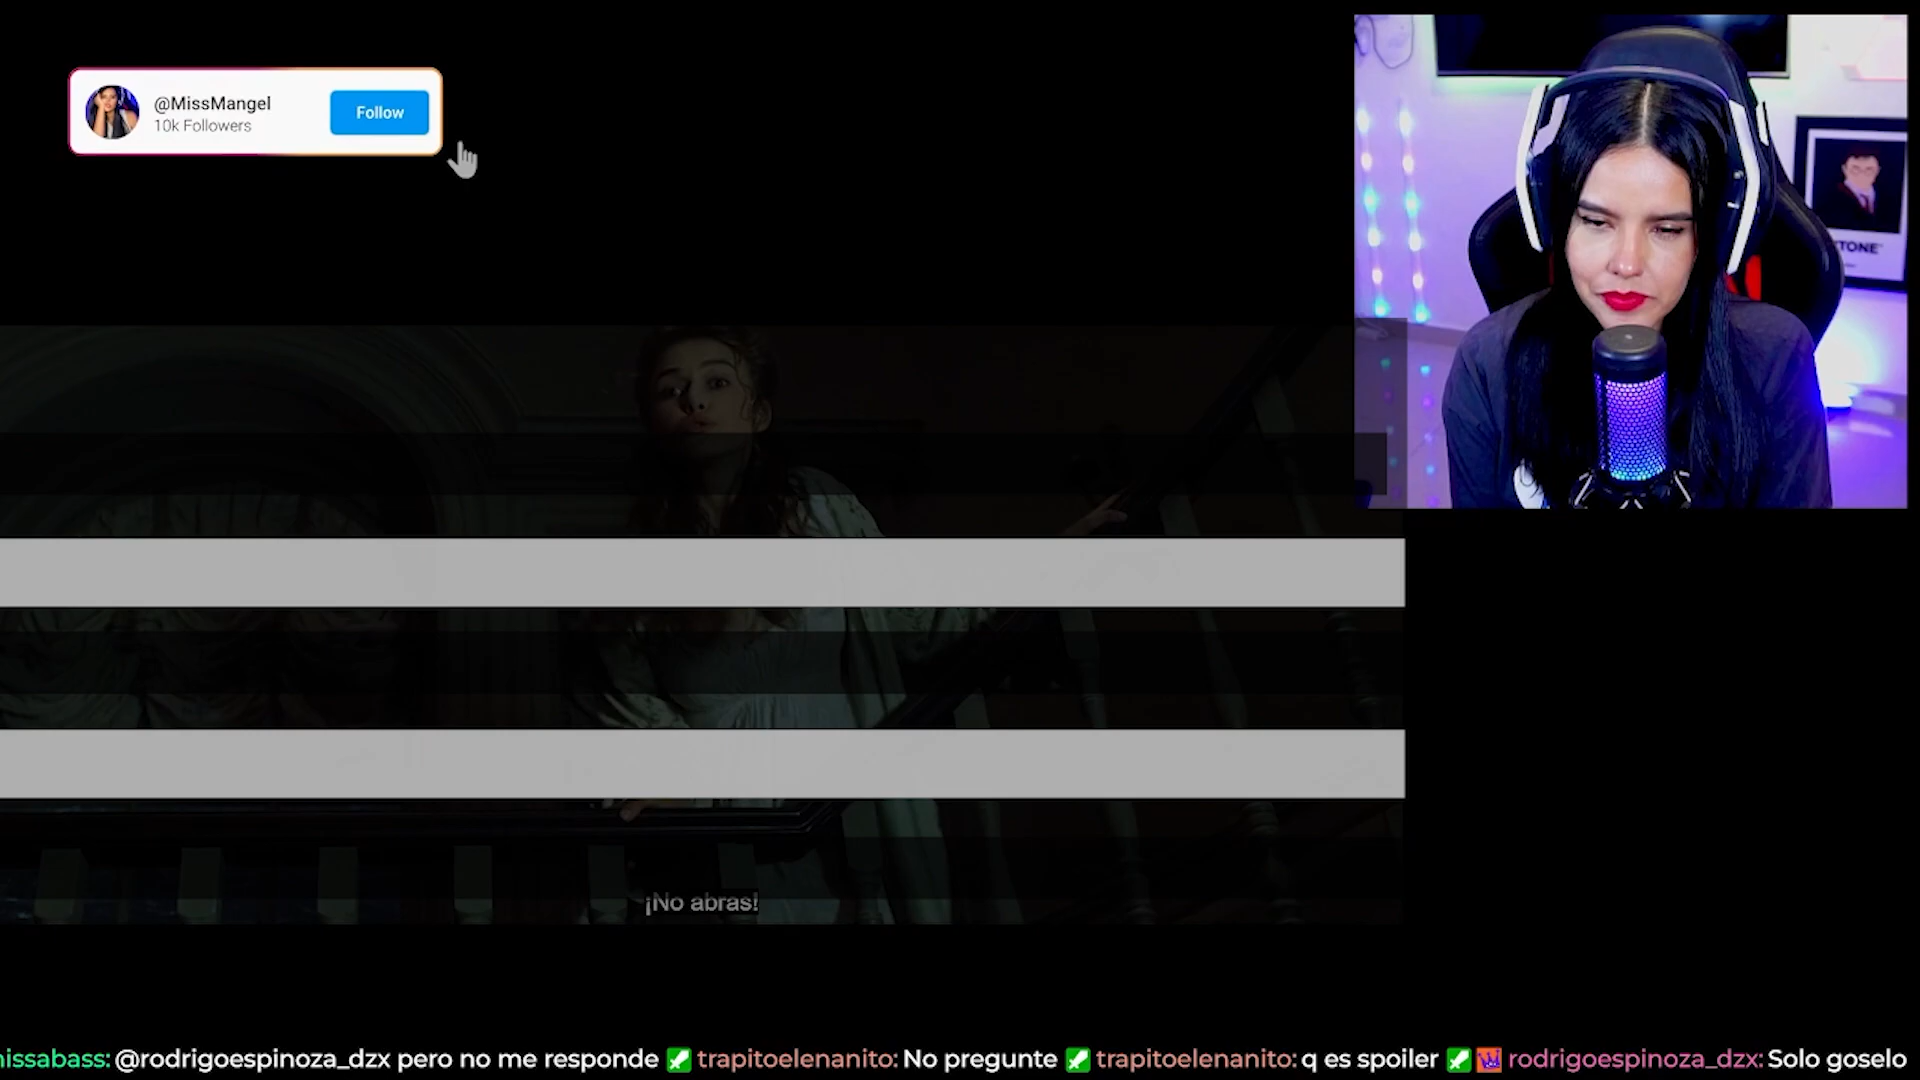 @MissMangel
10k Followers
Follow
TONE
¡No abras!
issabass: @rodrigoespinoza_dzx pero no me responde trapitoelenanito: No pregunte trapitoelenanito: q es spoiler rodrigoespinoza_dzx: Solo goselo